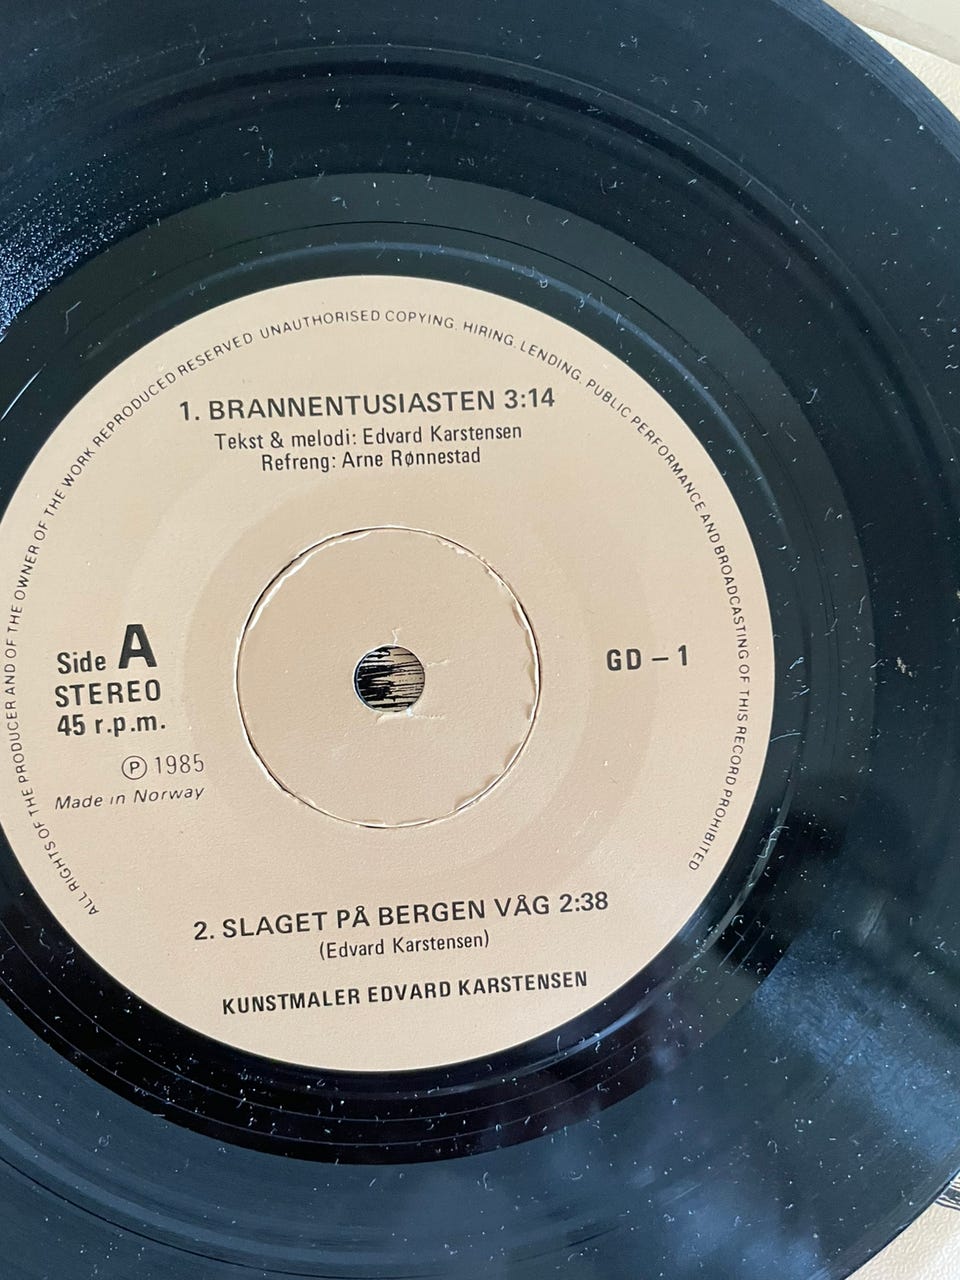 ALL RIGHTS OF THE PRODUCER AND OF THE OWNER OF THE WORK REPRODUCED RESERVED UNAUTHORISED COPYING, HIRING, LENDING, PUBLIC PERFORMANCE AND BROADCASTING OF THIS RECORD PROHIBITED
1. BRANNENTUSIASTEN 3:14
Tekst & melodi: Edvard Karstensen
Refreng: Arne Rønnestad
Side A
STEREO
45 r.p.m.
℗ 1985
Made in Norway
GD – 1
2. SLAGET PÅ BERGEN VÅG 2:38
(Edvard Karstensen)
KUNSTMALER EDVARD KARSTENSEN